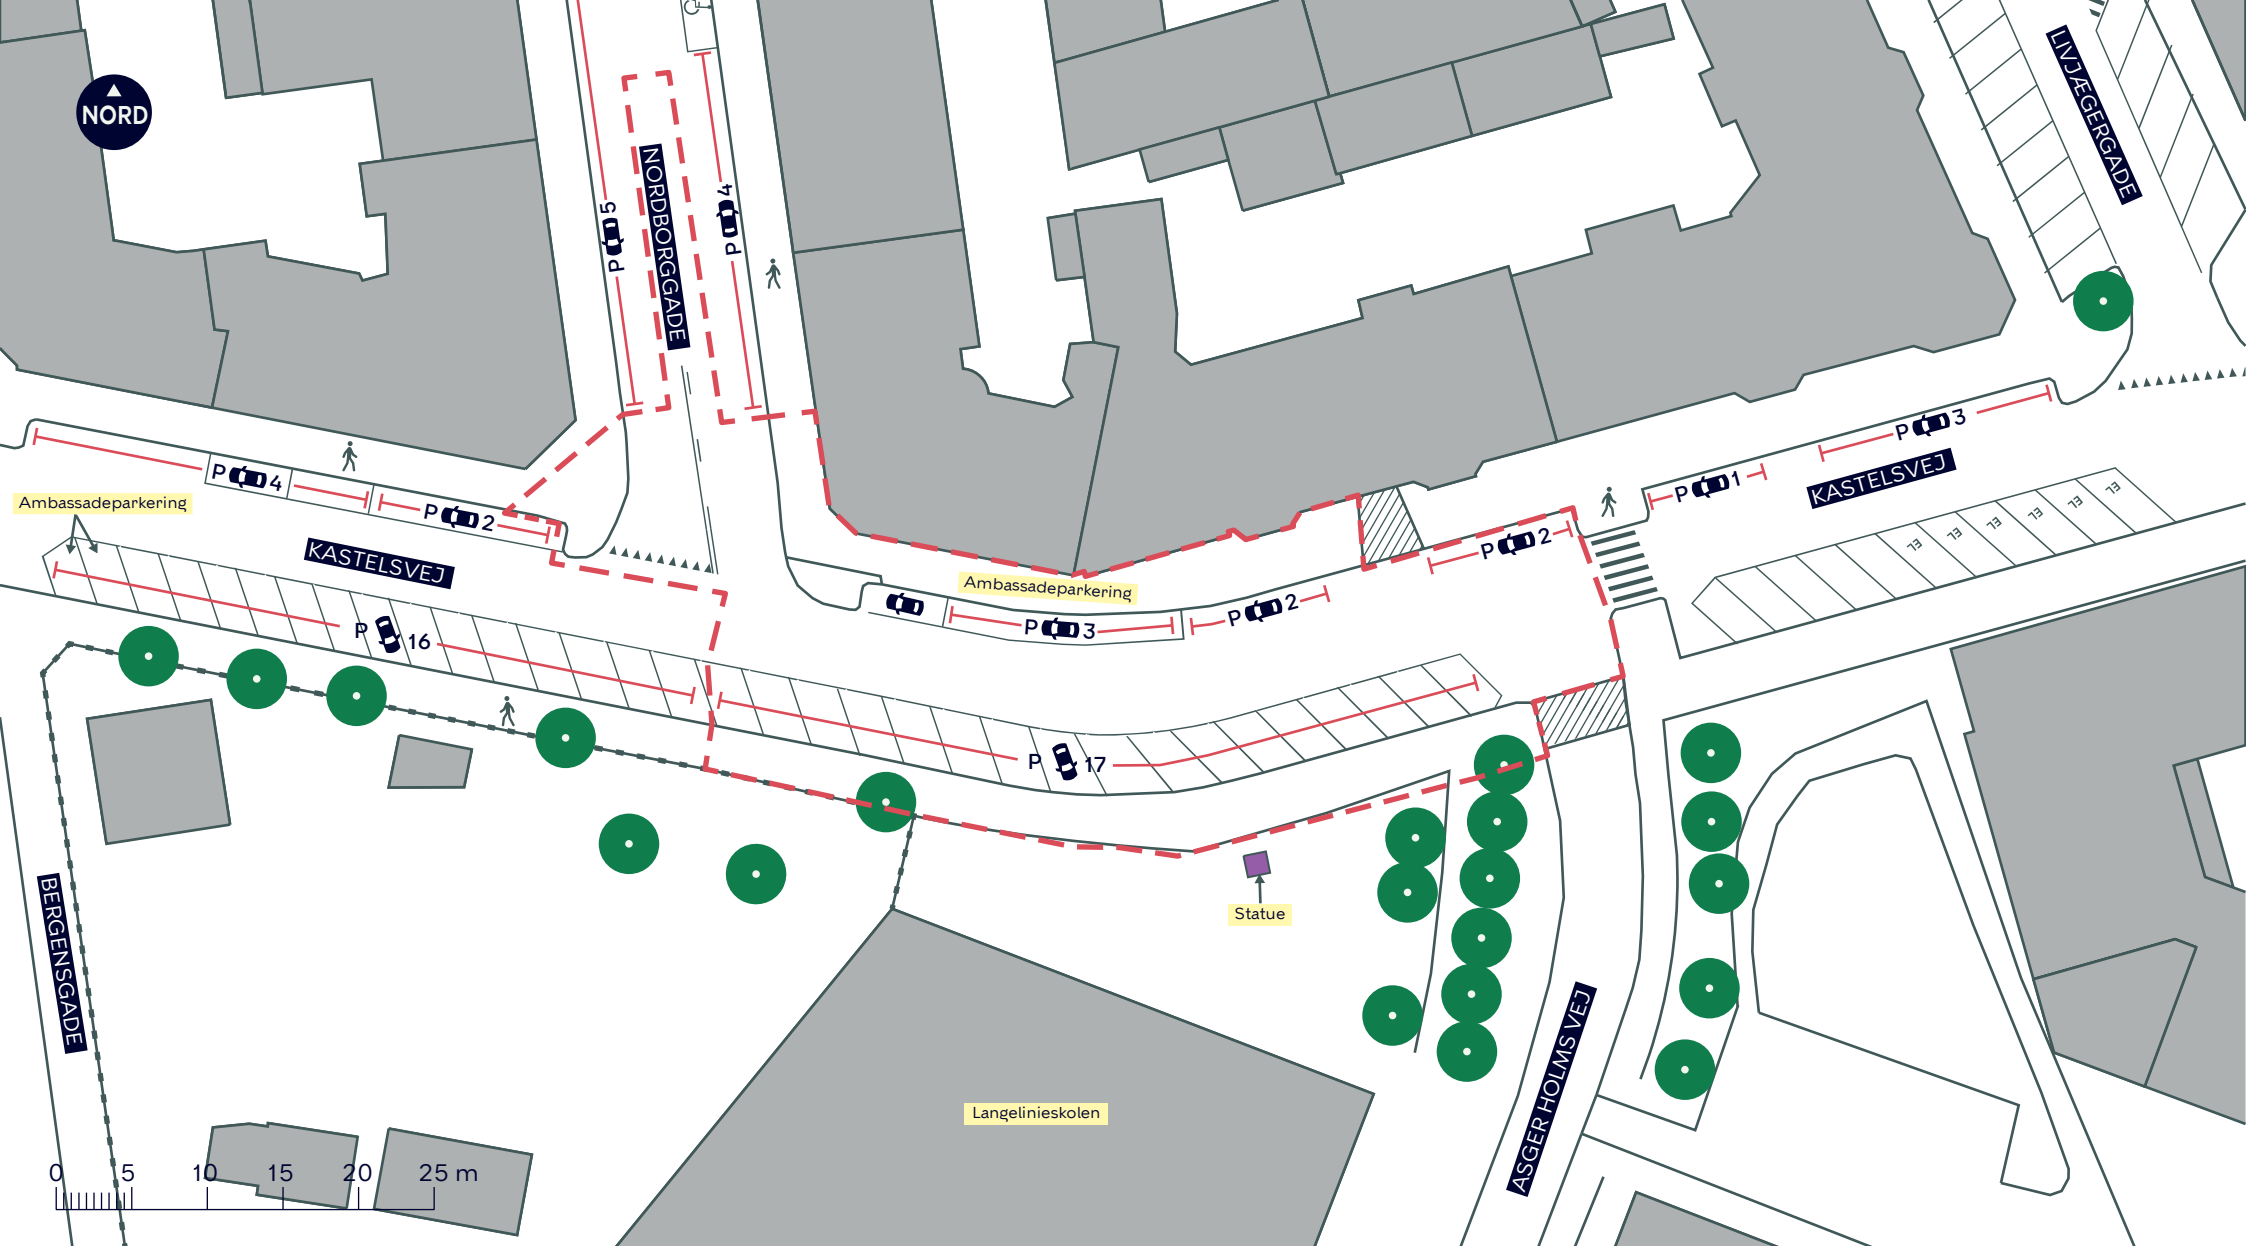 LIVJÆGERGADE
NORD
NORDBORGGADE
P 5
P 4
P 4
P 2
Ambassadeparkering
KASTELSVEJ
P 3
P 1
KASTELSVEJ
P 2
EL EL EL EL EL EL
Ambassadeparkering
P 3
P 2
P 16
P 17
Statue
BERGENSGADE
ASGER HOLMS VEJ
Langelinieskolen
0 5 10 15 20 25 m